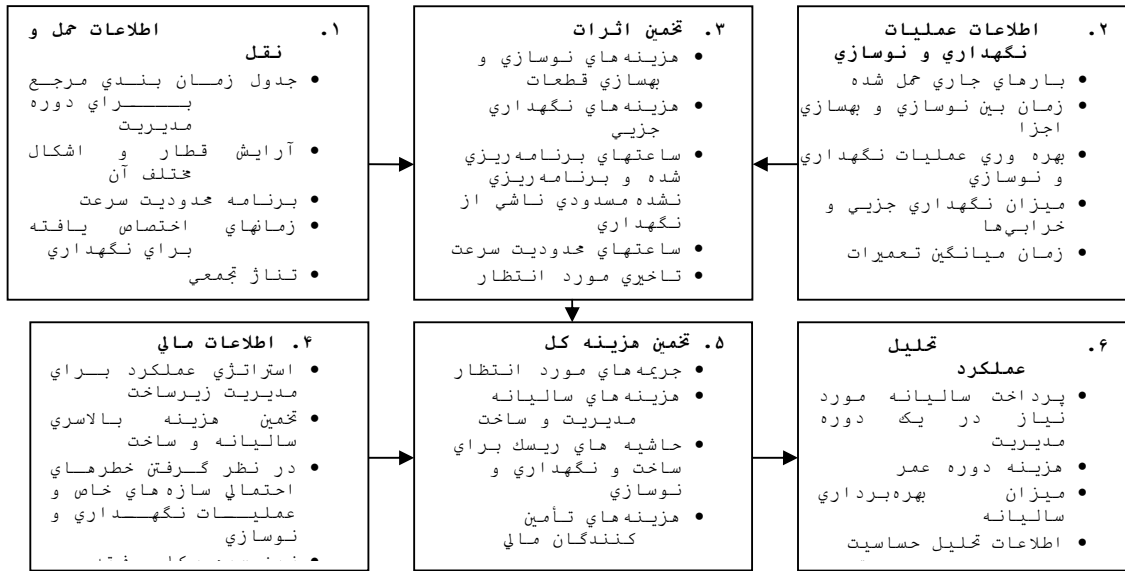 ۱. اطلاعات حمل و
نقل
• جدول زمان بندي مرجع
براي دوره
مديريت
• آرايش قطار و اشكال
مختلف آن
• برنامه محدوديت سرعت
• زمانهاي اختصاص يافته
براي نگهداري
• تناژ تجمعي
۳. تخمين اثرات
• هزينه هاي نوسازي و
بهسازي قطعات
• هزينه هاي نگهداري
جزيي
• ساعتهاي برنامه ريزي
شده و برنامه ريزي
نشده مسدودي ناشي از
نگهداري
• ساعتهاي محدوديت سرعت
• تاخيري مورد انتظار
۲. اطلاعات عمليات
نگهداري و نوسازي
• بارهاي جاري حمل شده
• زمان بين نوسازي و بهسازي
اجزا
• بهره وري عمليات نگهداري
و نوسازي
• ميزان نگهداري جزيي و
خرابي‌ها
• زمان ميانگين تعميرات
۴. اطلاعات مالي
• استراتژي عملكرد براي
مديريت زيرساخت
• تخمين هزينه بالاسري
ساليانه و ساخت
• در نظر گرفتن خطرهاي
احتمالي سازه هاي خاص و
عمليات نگهداري و
نوسازي
۵. تخمين هزينه كل
• جريمه هاي مورد انتظار
• هزينه هاي ساليانه
مديريت و ساخت
• حاشيه هاي ريسك براي
ساخت و نگهداري و
نوسازي
• هزينه هاي تأمين
كنندگان مالي
۶. تحليل
عملكرد
• پرداخت ساليانه مورد
نياز در يك دوره
مديريت
• هزينه دوره عمر
• ميزان بهره‌برداري
ساليانه
• اطلاعات تحليل حساسيت